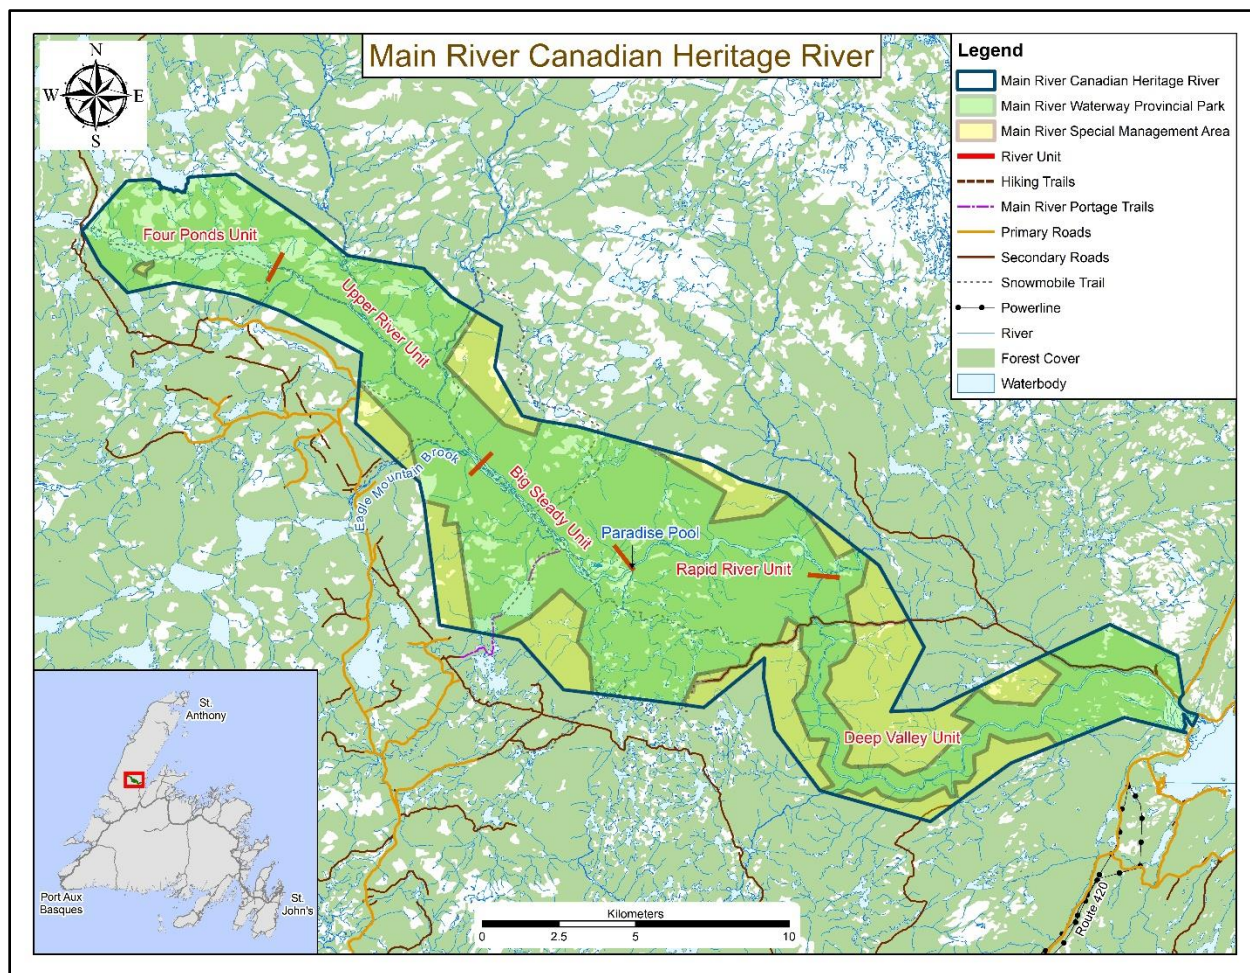 Main River Canadian Heritage River
N
W
E
S
Legend
Main River Canadian Heritage River
Main River Waterway Provincial Park
Main River Special Management Area
River Unit
Hiking Trails
Main River Portage Trails
Primary Roads
Secondary Roads
Snowmobile Trail
Powerline
River
Forest Cover
Waterbody
Four Ponds Unit
Upper River Unit
Eagle Mountain Brook
Big Steady Unit
Paradise Pool
Rapid River Unit
Deep Valley Unit
Route 420
St.
Anthony
Port Aux
Basques
St.
John's
Kilometers
0
2.5
5
10